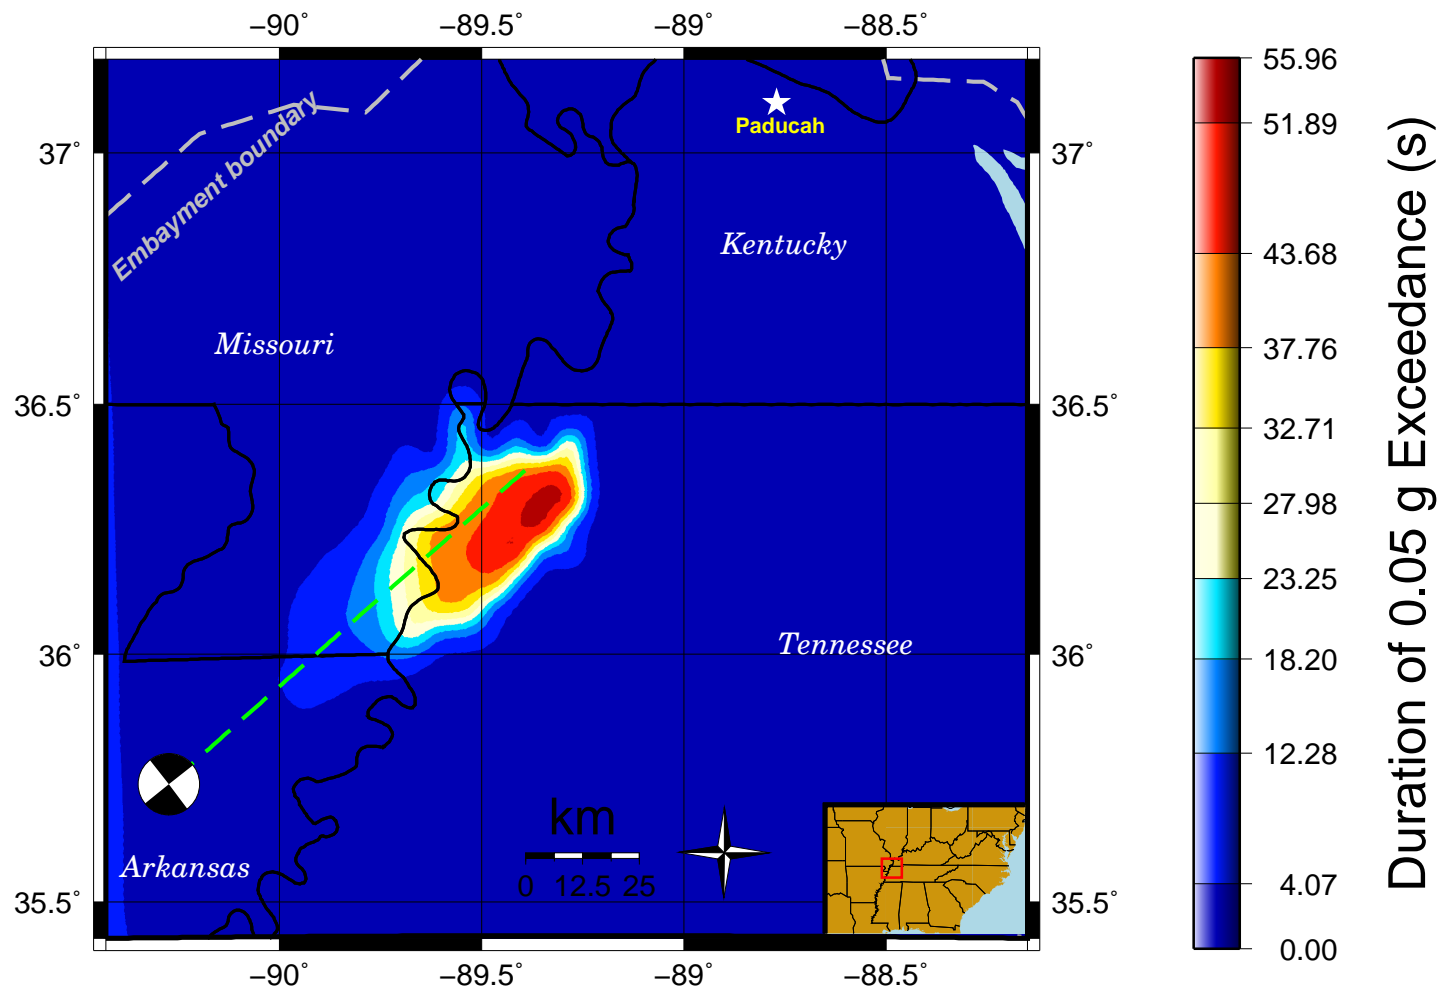 −90˚ −89.5˚ −89˚ −88.5˚
37˚ 37˚
36.5˚ 36.5˚
36˚ 36˚
35.5˚ 35.5˚
−90˚ −89.5˚ −89˚ −88.5˚
Embayment boundary
Paducah
Kentucky
Missouri
Tennessee
Arkansas
km
0 12.5 25
55.96
51.89
43.68
37.76
32.71
27.98
23.25
18.20
12.28
4.07
0.00
Duration of 0.05 g Exceedance (s)